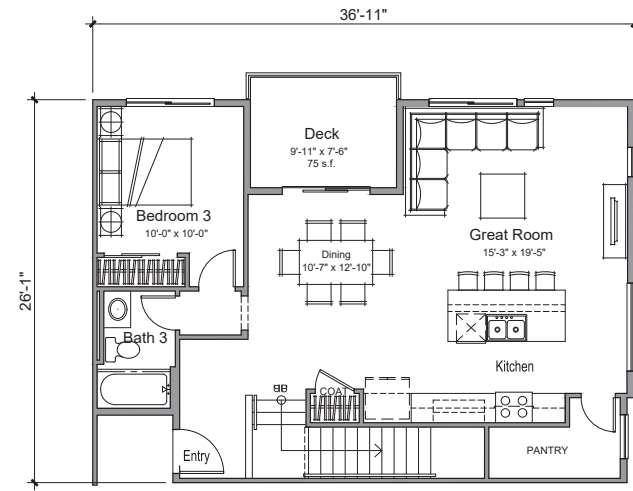 36'-11"
26'-1"
Deck
9'-11" x 7'-6"
75 s.f.
Bedroom 3
10'-0" x 10'-0"
Great Room
15'-3" x 19'-5"
Dining
10'-7" x 12'-10"
Bath 3
Kitchen
COAT
Entry
PANTRY